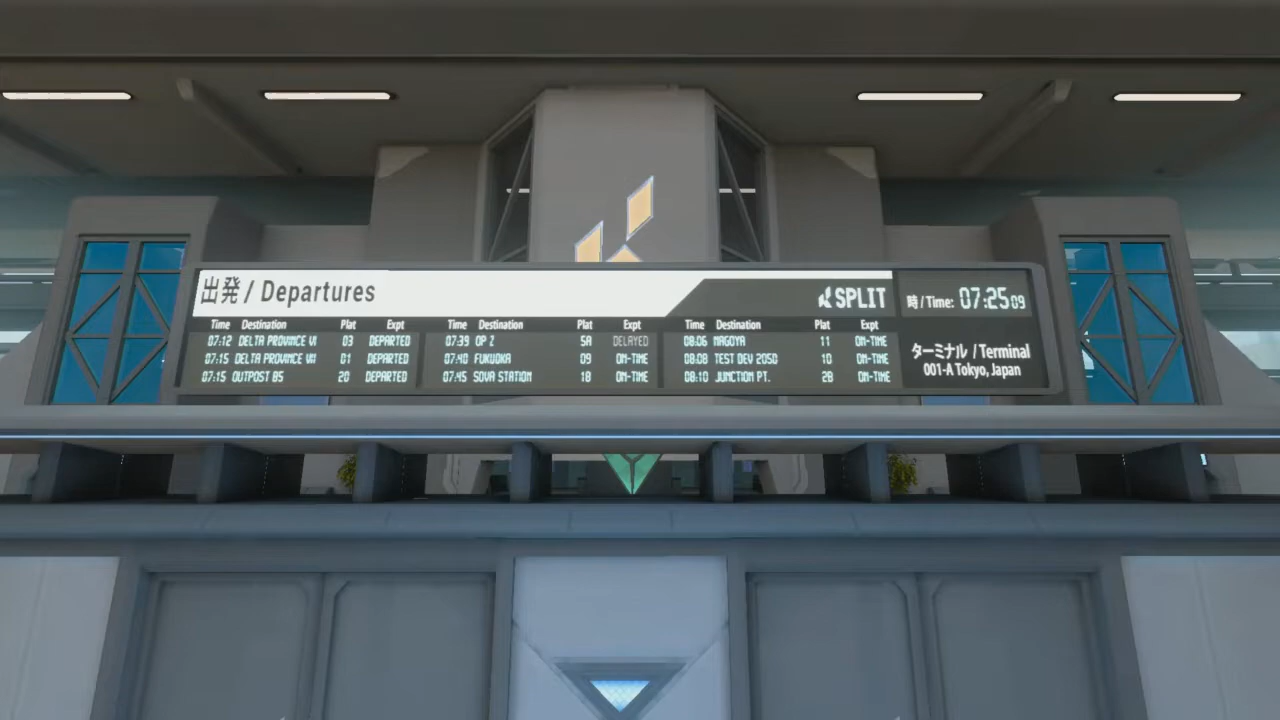 出発 / Departures
SPLIT
時 / Time: 07:25 09
Time Destination Plat Expt
07:12 DELTA PROVINCE VI 03 DEPARTED
07:15 DELTA PROVINCE VIII 01 DEPARTED
07:15 OUTPOST 85 20 DEPARTED
Time Destination Plat Expt
07:39 OP Z 5A DELAYED
07:40 FUKUOKA 09 ON-TIME
07:45 SOVA STATION 18 ON-TIME
Time Destination Plat Expt
08:06 NAGOYA 11 ON-TIME
08:08 TEST DEV 2050 10 ON-TIME
08:10 JUNCTION PT. 28 ON-TIME
ターミナル / Terminal
001-A Tokyo, Japan